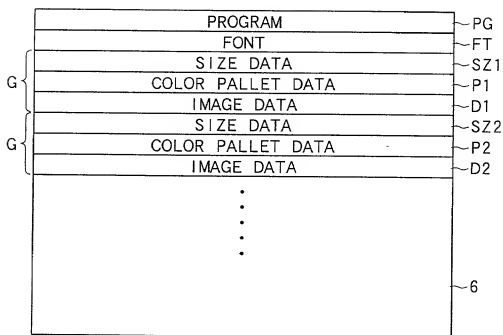 PROGRAM ~PG
FONT ~FT
G SIZE DATA ~SZ1
COLOR PALLET DATA ~P1
IMAGE DATA ~D1
G SIZE DATA ~SZ2
COLOR PALLET DATA ~P2
IMAGE DATA ~D2
~6